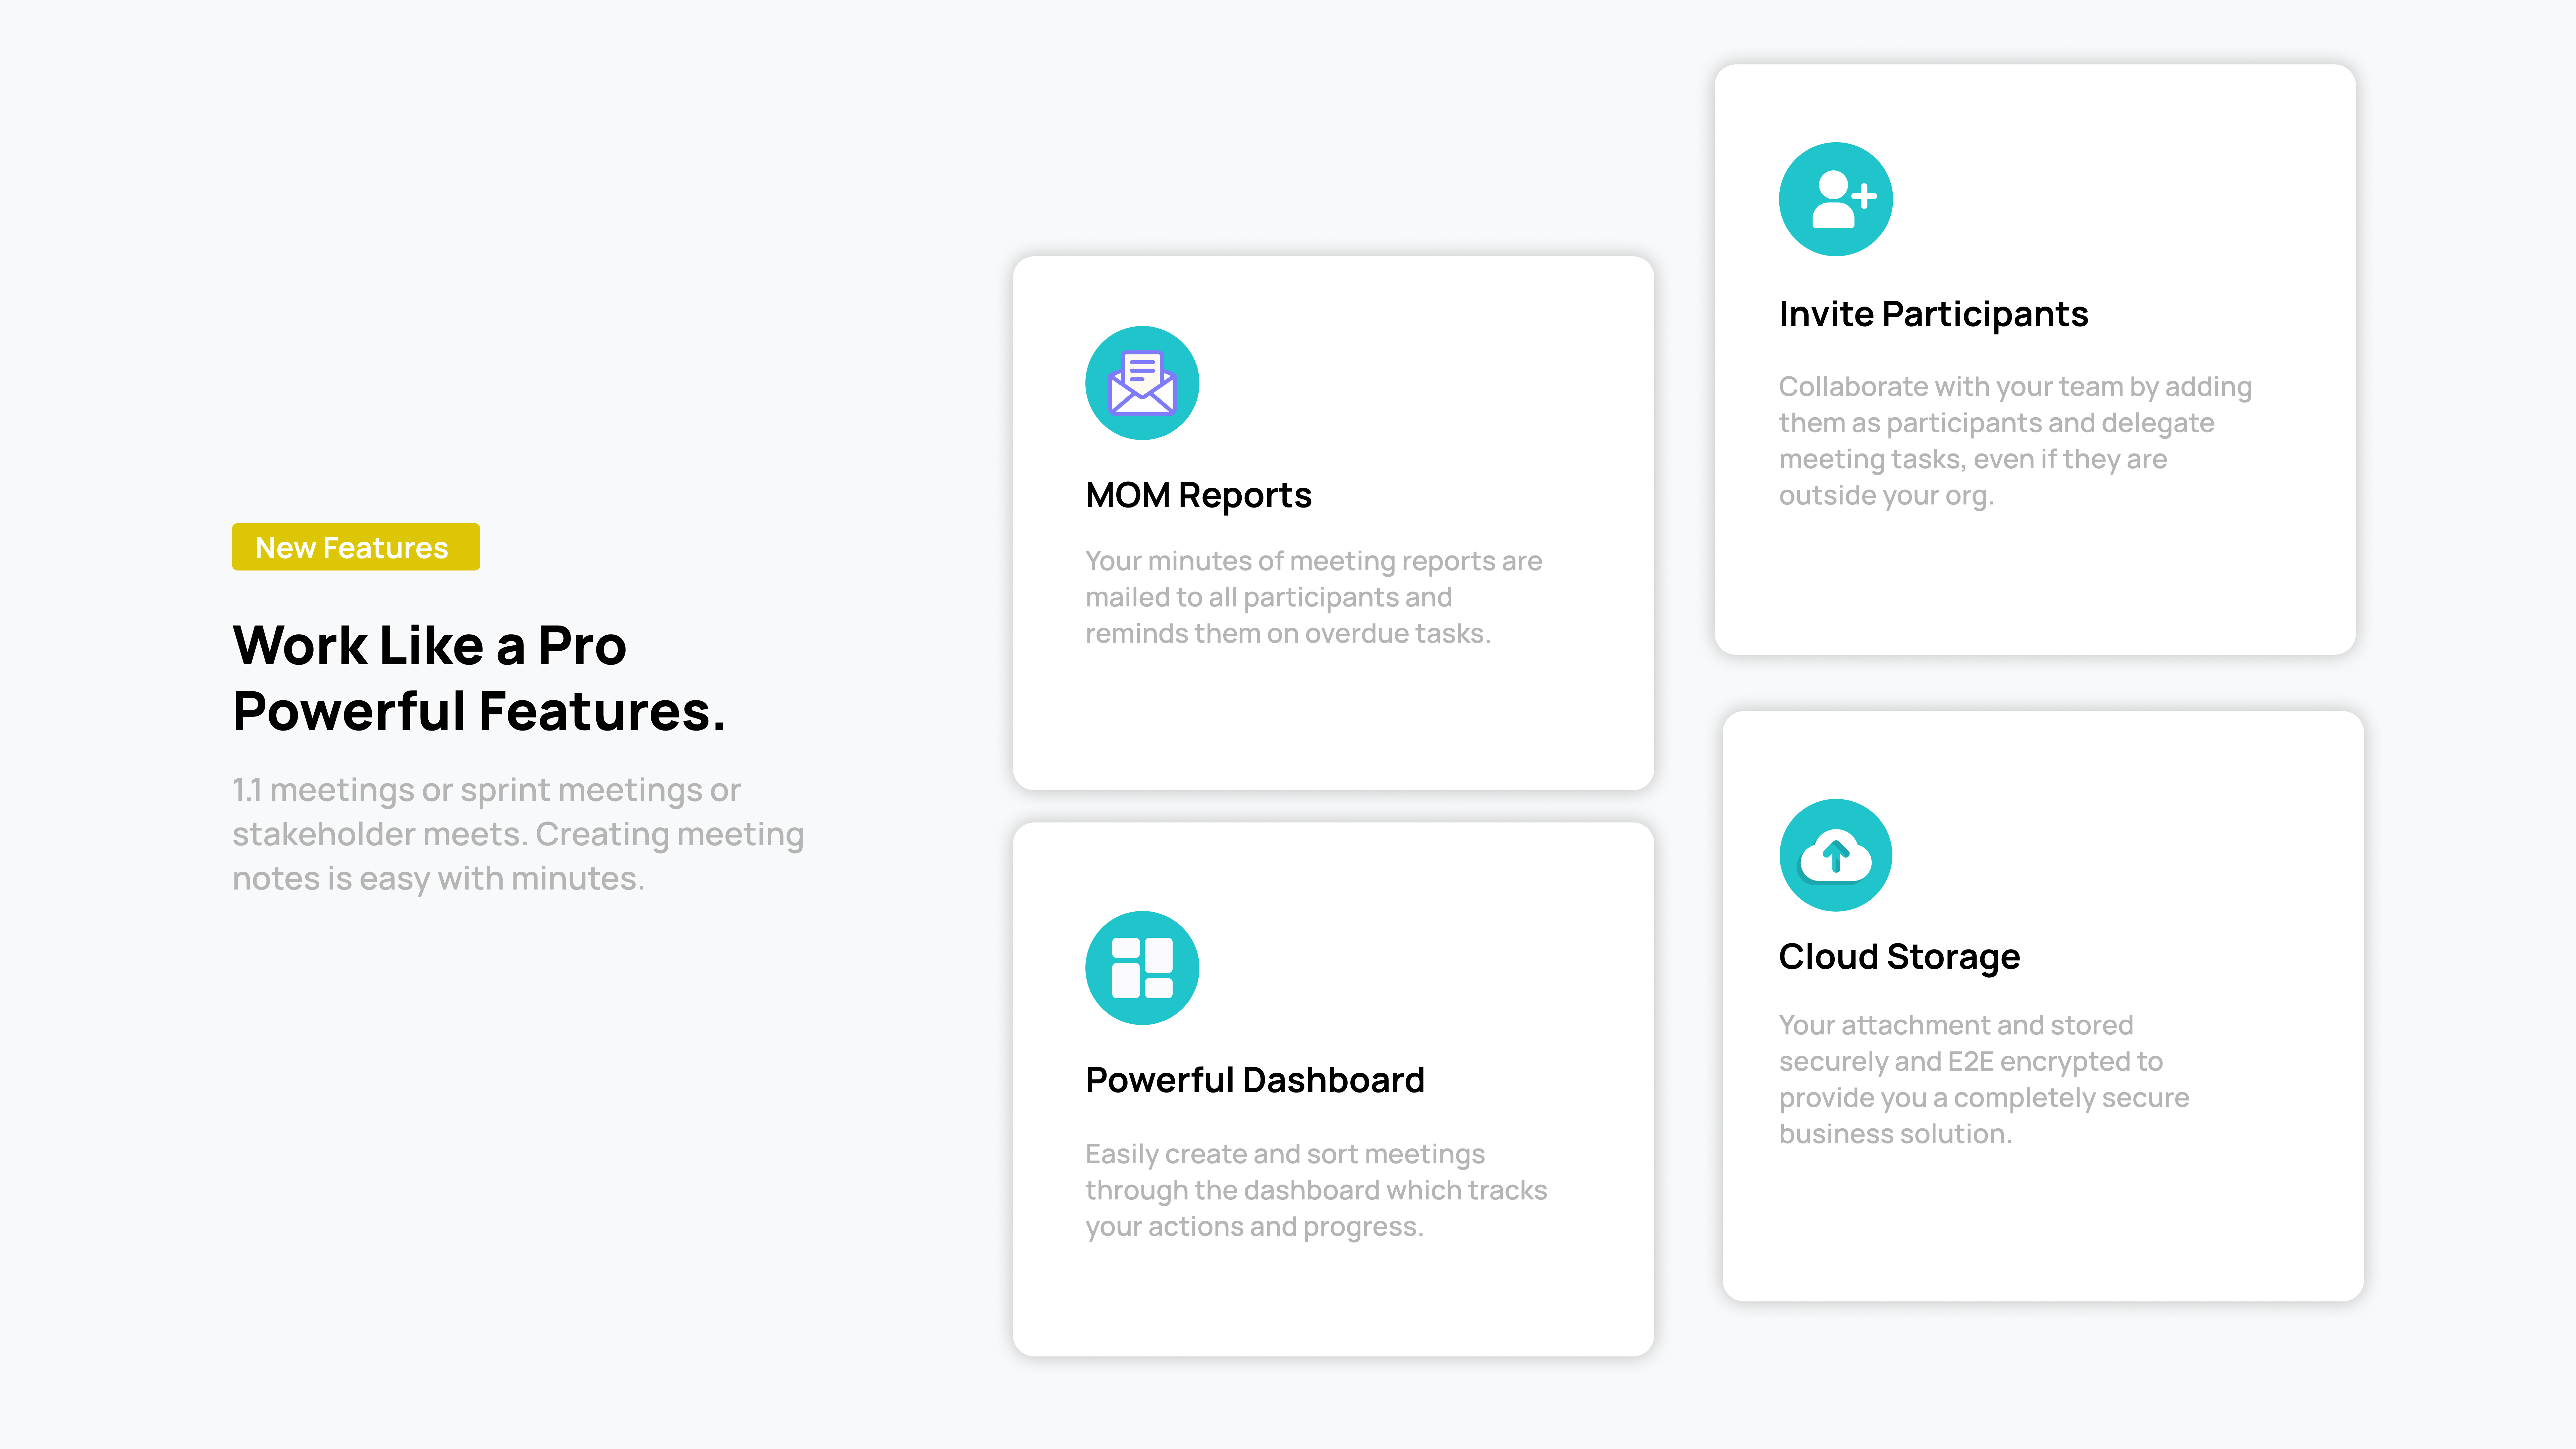 New Features
Work Like a Pro
Powerful Features.
1.1 meetings or sprint meetings or
stakeholder meets. Creating meeting
notes is easy with minutes.
MOM Reports
Your minutes of meeting reports are
mailed to all participants and
reminds them on overdue tasks.
Powerful Dashboard
Easily create and sort meetings
through the dashboard which tracks
your actions and progress.
Invite Participants
Collaborate with your team by adding
them as participants and delegate
meeting tasks, even if they are
outside your org.
Cloud Storage
Your attachment and stored
securely and E2E encrypted to
provide you a completely secure
business solution.